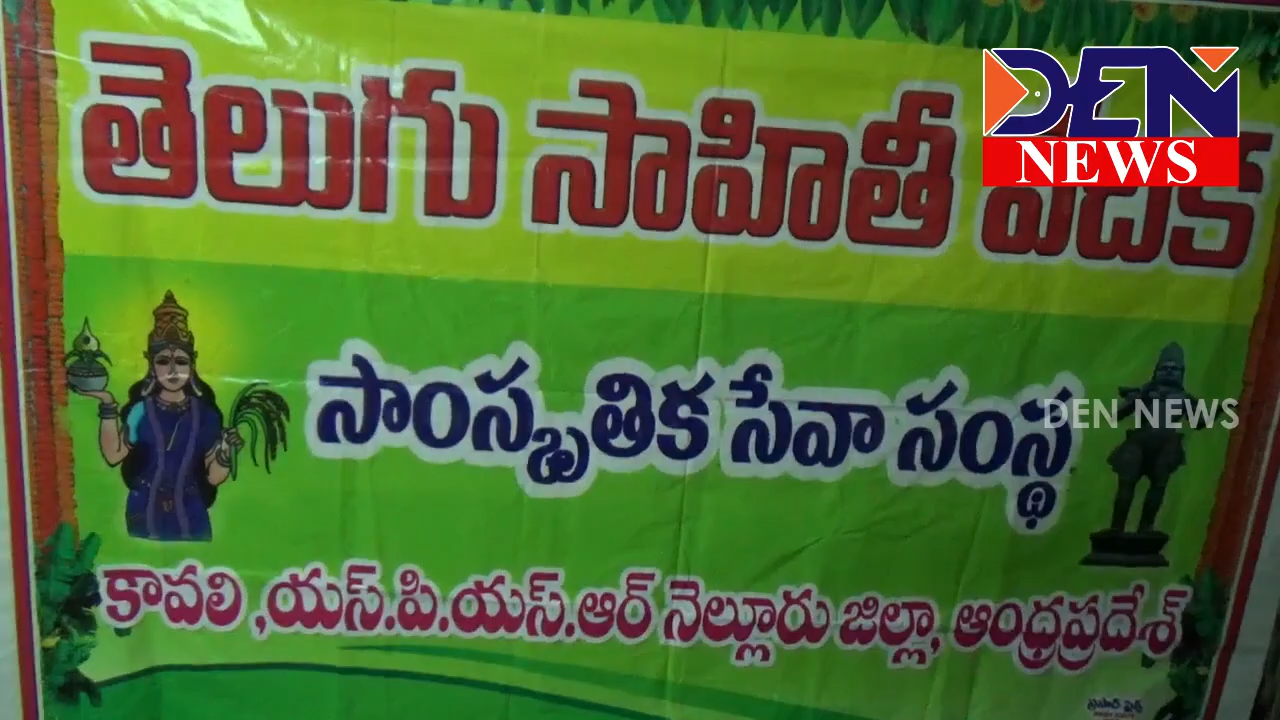 DEN
NEWS
తెలుగు సాహితీ వేదిక
సాంస్కృతిక సేవా సంస్థ
DEN NEWS
కావలి ,యస్.పి.యస్.ఆర్ నెల్లూరు జిల్లా, ఆంధ్రప్రదేశ్